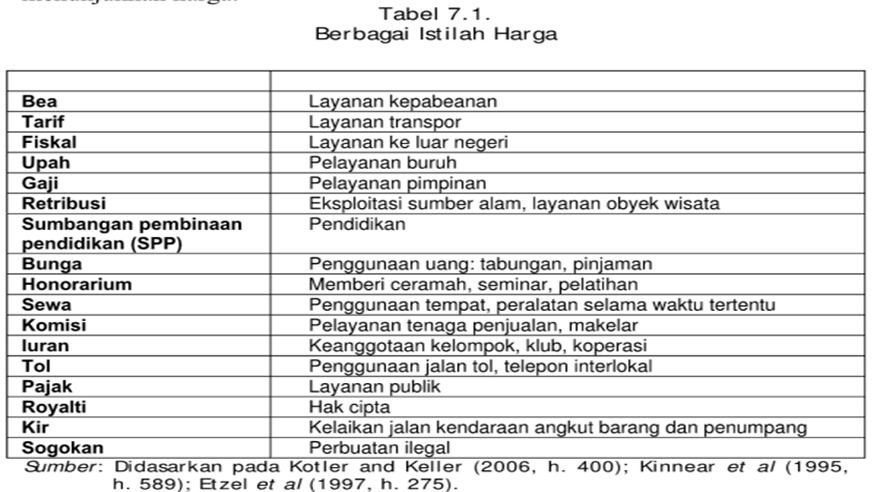 Tabel 7.1.
Berbagai Istilah Harga
Bea Layanan kepabeanan
Tarif Layanan transpor
Fiskal Layanan ke luar negeri
Upah Pelayanan buruh
Gaji Pelayanan pimpinan
Retribusi Eksploitasi sumber alam, layanan obyek wisata
Sumbangan pembinaan Pendidikan
pendidikan (SPP)
Bunga Penggunaan uang: tabungan, pinjaman
Honorarium Memberi ceramah, seminar, pelatihan
Sewa Penggunaan tempat, peralatan selama waktu tertentu
Komisi Pelayanan tenaga penjualan, makelar
Iuran Keanggotaan kelompok, klub, koperasi
Tol Penggunaan jalan tol, telepon interlokal
Pajak Layanan publik
Royalti Hak cipta
Kir Kelaikan jalan kendaraan angkut barang dan penumpang
Sogokan Perbuatan ilegal
Sumber: Didasarkan pada Kotler and Keller (2006, h. 400); Kinnear et al (1995,
h. 589); Etzel et al (1997, h. 275).